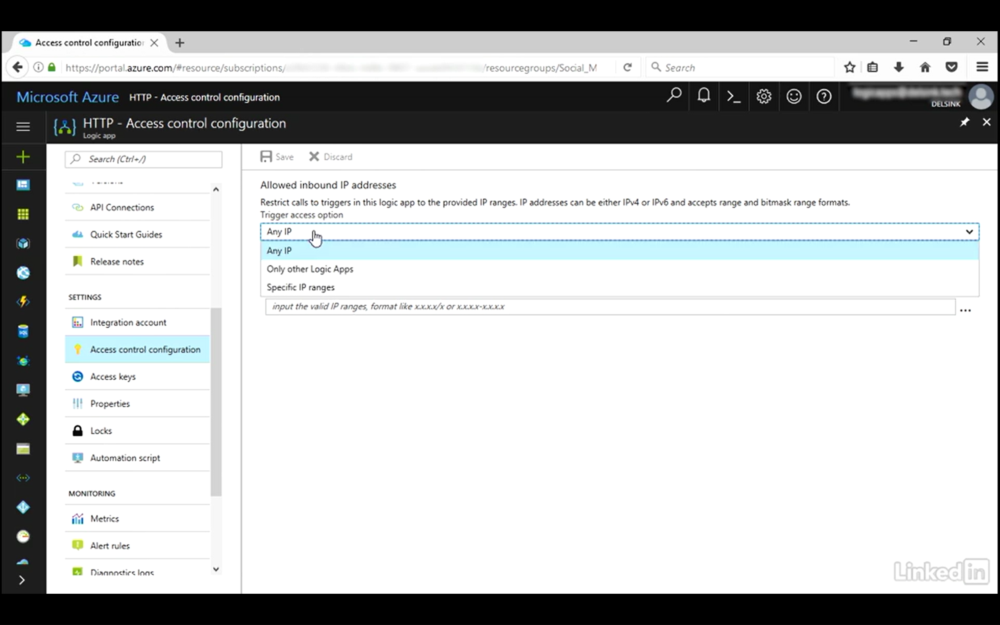 Access control configuration
https://portal.azure.com/#resource/subscriptions/ /resourcegroups/Social_M
Search
Microsoft Azure HTTP - Access control configuration
DELSINK
HTTP - Access control configuration
Logic app
Search (Ctrl+/)
API Connections
Quick Start Guides
Release notes
SETTINGS
Integration account
Access control configuration
Access keys
Properties
Locks
Automation script
MONITORING
Metrics
Alert rules
Diagnostics logs
Save Discard
Allowed inbound IP addresses
Restrict calls to triggers in this logic app to the provided IP ranges. IP addresses can be either IPv4 or IPv6 and accepts range and bitmask range formats.
Trigger access option
Any IP
Any IP
Only other Logic Apps
Specific IP ranges
input the valid IP ranges, format like x.x.x.x/x or x.x.x.x-x.x.x.x
SQL
Linked in